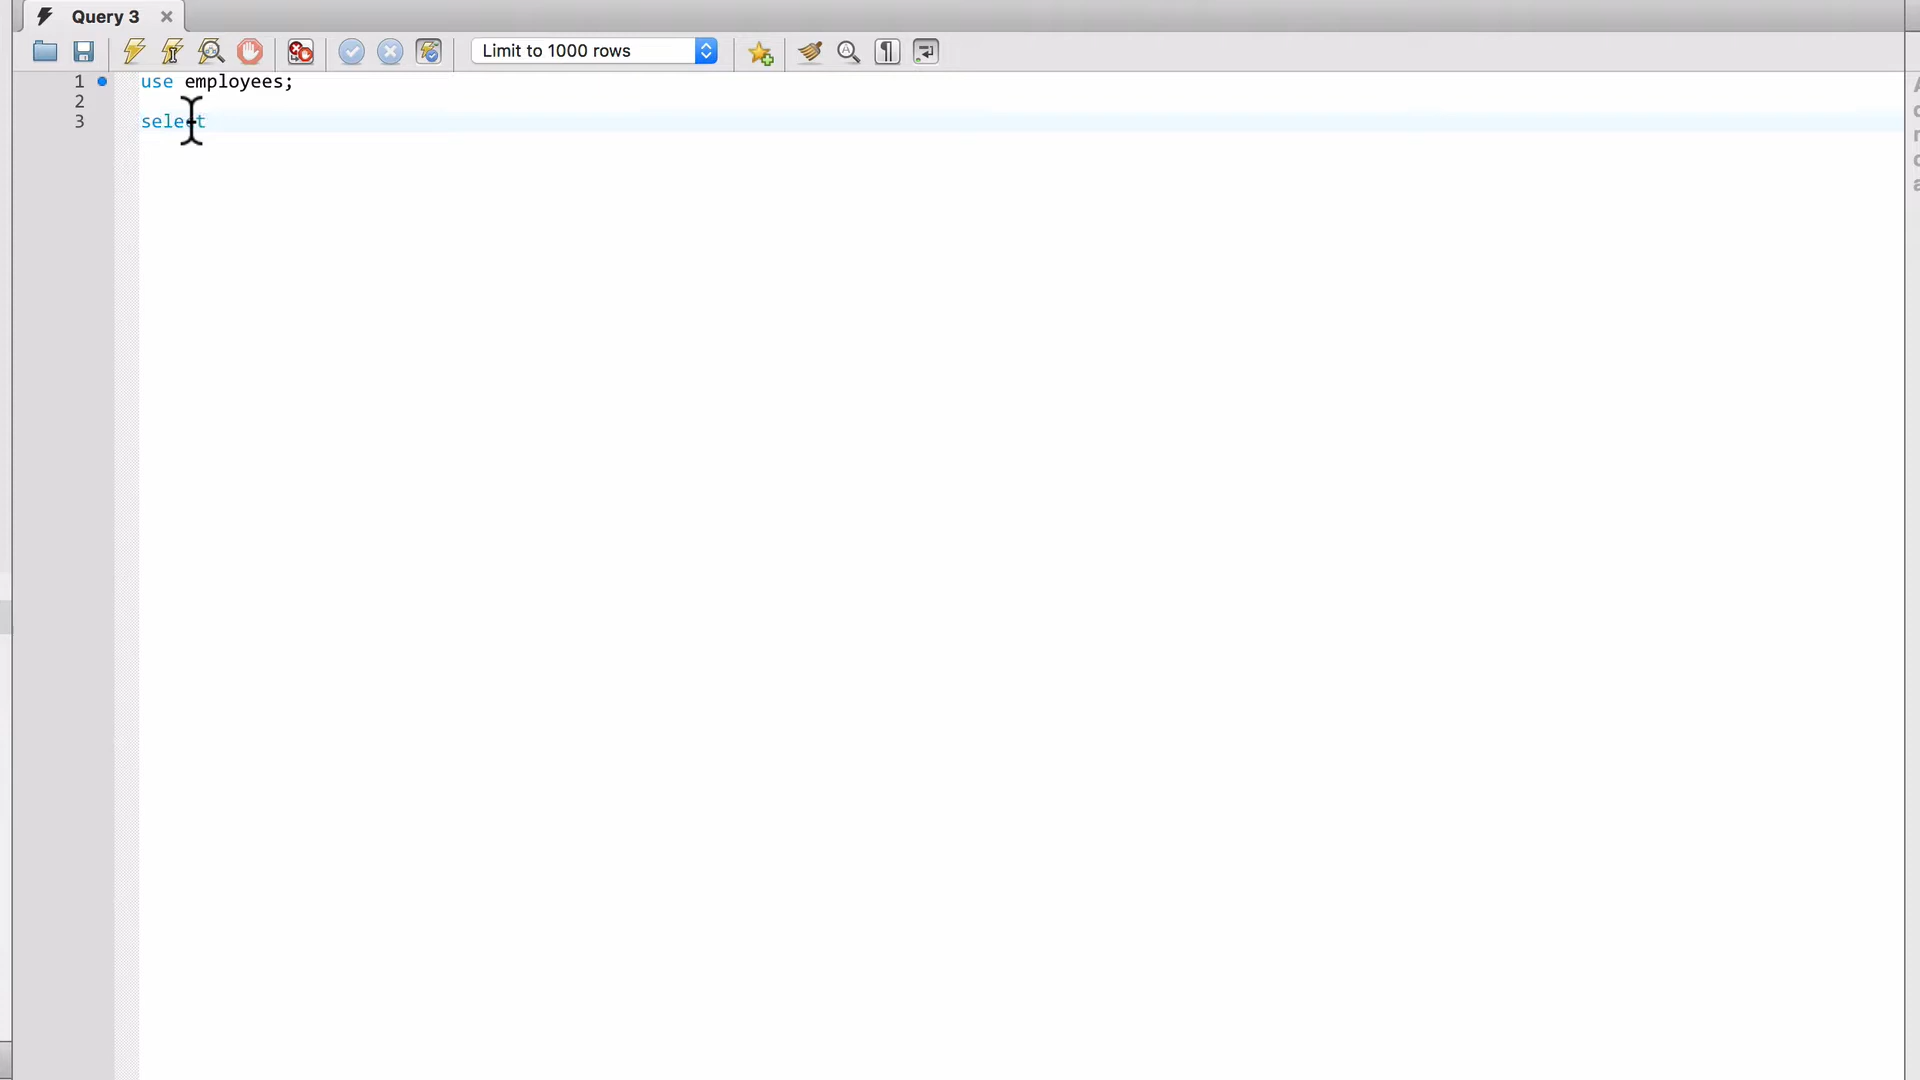 Query 3
Limit to 1000 rows
1 use employees;
2
3 select